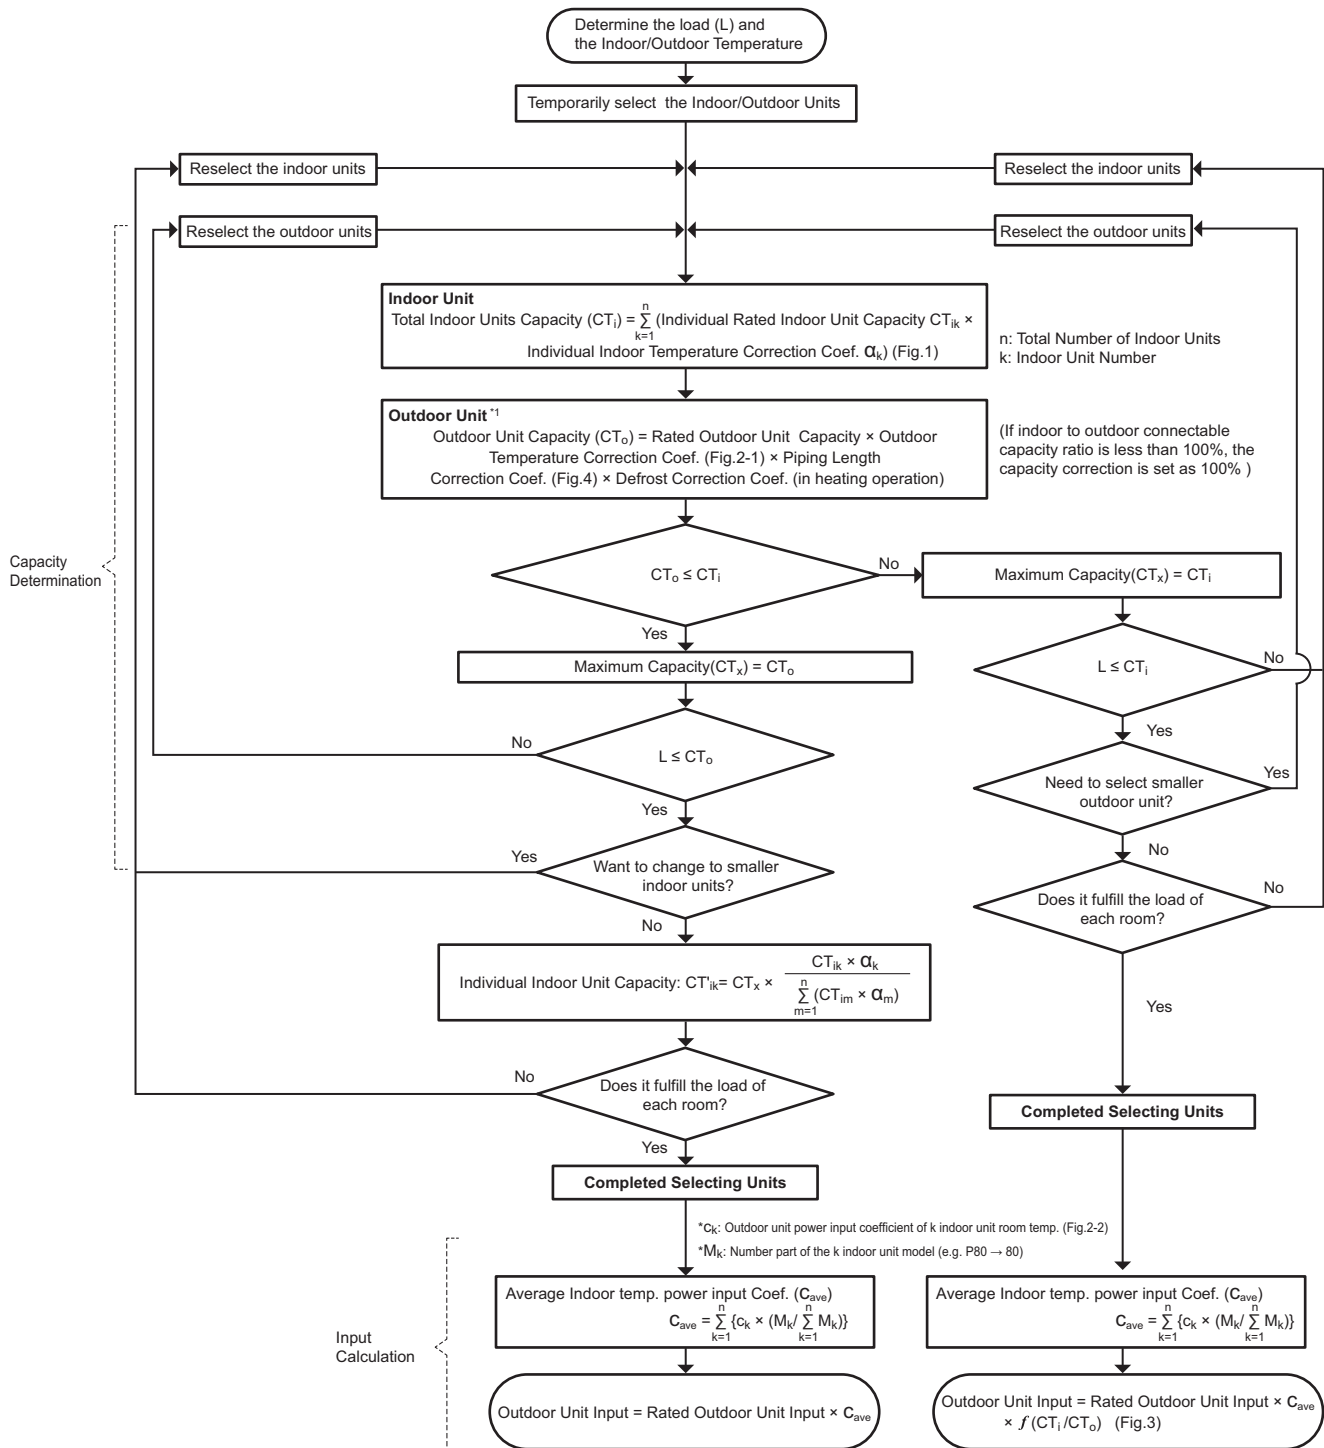 Determine the load (L) and
the Indoor/Outdoor Temperature
Temporarily select the Indoor/Outdoor Units
Reselect the indoor units
Reselect the indoor units
Reselect the outdoor units
Reselect the outdoor units
Indoor Unit
Total Indoor Units Capacity (CTi) = n Σ k=1 (Individual Rated Indoor Unit Capacity CTik ×
Individual Indoor Temperature Correction Coef. αk) (Fig.1)
n: Total Number of Indoor Units
k: Indoor Unit Number
Outdoor Unit *1
Outdoor Unit Capacity (CTo) = Rated Outdoor Unit Capacity × Outdoor
Temperature Correction Coef. (Fig.2-1) × Piping Length
Correction Coef. (Fig.4) × Defrost Correction Coef. (in heating operation)
(If indoor to outdoor connectable
capacity ratio is less than 100%, the
capacity correction is set as 100% )
Capacity
Determination
CTo ≤ CTi
No
Maximum Capacity(CTx) = CTi
Yes
Maximum Capacity(CTx) = CTo
L ≤ CTi
No
Yes
No
L ≤ CTo
Yes
Need to select smaller
outdoor unit?
Yes
No
Yes
Want to change to smaller
indoor units?
No
Does it fulfill the load of
each room?
No
Yes
Individual Indoor Unit Capacity: CT'ik= CTx ×
CTik × αk
n Σ m=1 (CTim × αm)
No
Does it fulfill the load of
each room?
Yes
Completed Selecting Units
Completed Selecting Units
*ck: Outdoor unit power input coefficient of k indoor unit room temp. (Fig.2-2)
*Mk: Number part of the k indoor unit model (e.g. P80 → 80)
Input
Calculation
Average Indoor temp. power input Coef. (cave)
cave = n Σ k=1 {ck × (Mk/ n Σ k=1 Mk)}
Average Indoor temp. power input Coef. (cave)
cave = n Σ k=1 {ck × (Mk/ n Σ k=1 Mk)}
Outdoor Unit Input = Rated Outdoor Unit Input × cave
Outdoor Unit Input = Rated Outdoor Unit Input × cave
× f (CTi /CTo) (Fig.3)